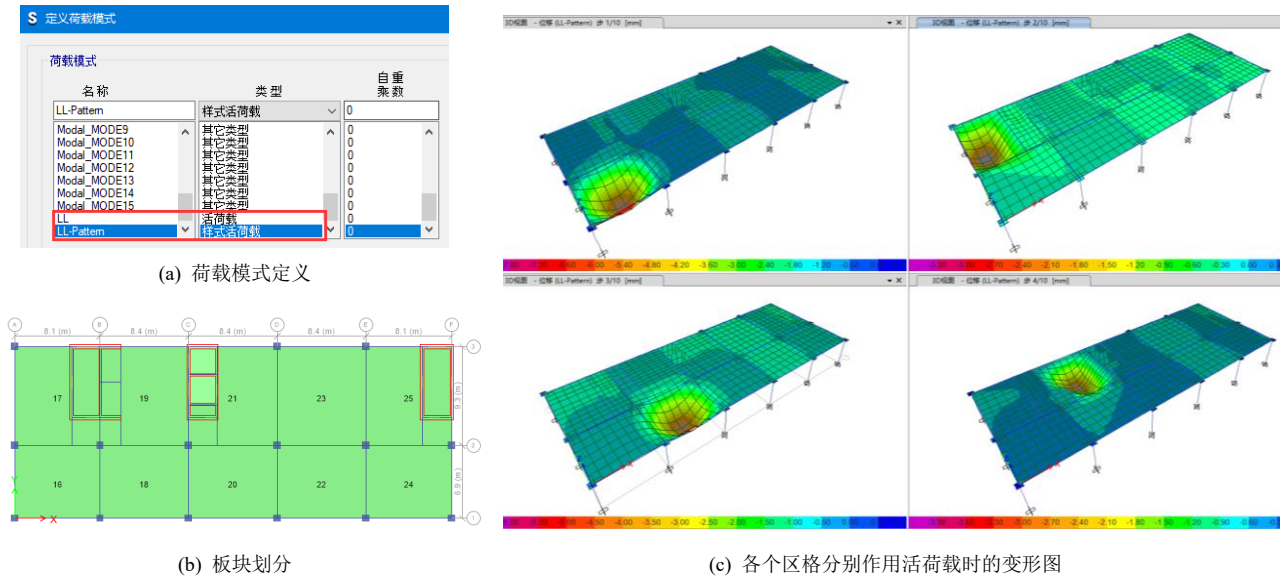 S 定义荷载模式
荷载模式
名称 类型 自重乘数
LL-Pattern 样式活荷载 0
Modal_MODE9 其它类型 0
Modal_MODE10 其它类型 0
Modal_MODE11 其它类型 0
Modal_MODE12 其它类型 0
Modal_MODE13 其它类型 0
Modal_MODE14 其它类型 0
Modal_MODE15 其它类型 0
LL 活荷载 0
LL-Pattern 样式活荷载 0
(a) 荷载模式定义
A B C D E F
8.1 (m) 8.4 (m) 8.4 (m) 8.4 (m) 8.1 (m)
3
17 19 21 23 25
9.3 (m)
2
16 18 20 22 24
6.9 (m)
Y
X
1
(b) 板块划分
3D视图 - 位移 (LL-Pattern) 步 1/10 [mm]
-5.40 -4.80 -4.20 -3.60 -3.00 -2.40 -1.80 -1.20 -0.60
3D视图 - 位移 (LL-Pattern) 步 2/10 [mm]
-2.40 -2.10 -1.80 -1.50 -1.20 -0.90 -0.60 -0.30 0.00
3D视图 - 位移 (LL-Pattern) 步 3/10 [mm]
-4.50 -4.00 -3.50 -3.00 -2.50 -2.00 -1.50 -1.00 -0.50
3D视图 - 位移 (LL-Pattern) 步 4/10 [mm]
-3.00 -2.70 -2.40 -2.10 -1.80 -1.50 -1.20 -0.90 -0.60
(c) 各个区格分别作用活荷载时的变形图